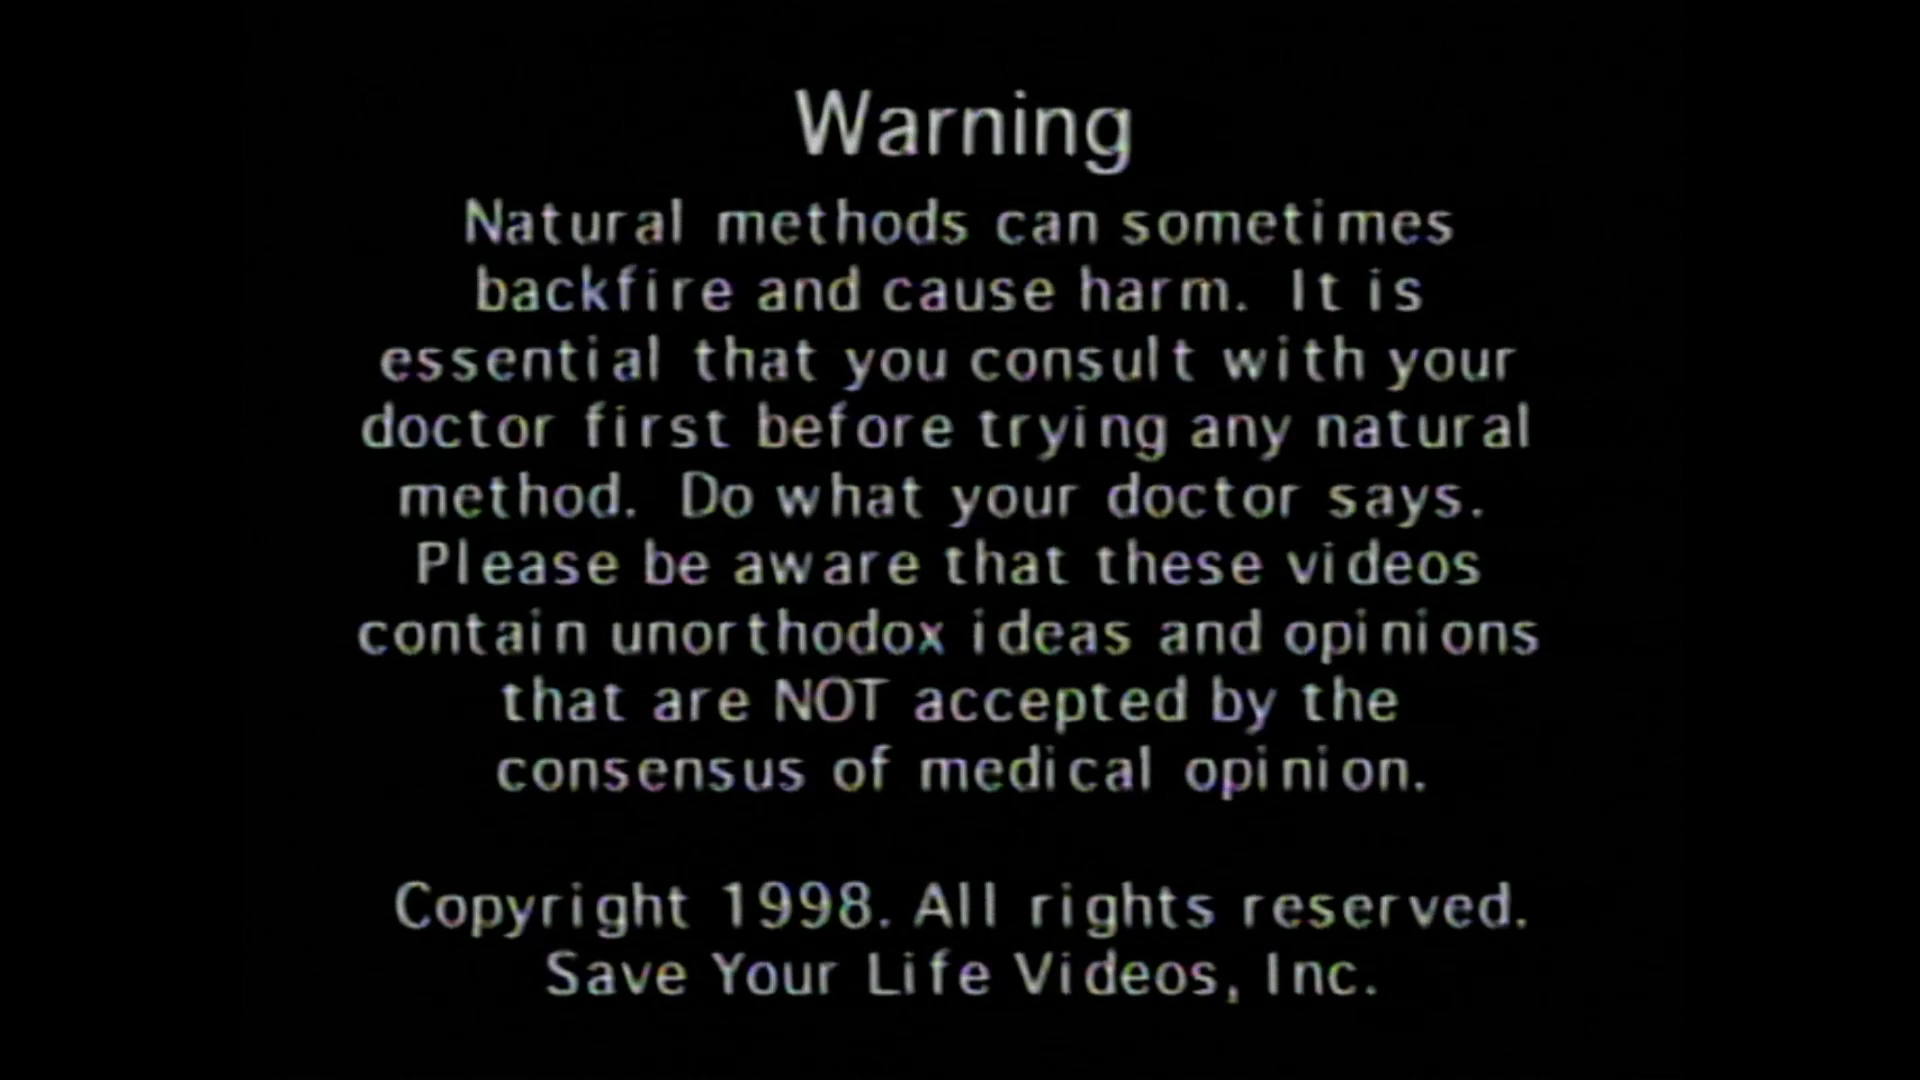 Warning
Natural methods can sometimes
backfire and cause harm. It is
essential that you consult with your
doctor first before trying any natural
method. Do what your doctor says.
Please be aware that these videos
contain unorthodox ideas and opinions
that are NOT accepted by the
consensus of medical opinion.
Copyright 1998. All rights reserved.
Save Your Life Videos, Inc.